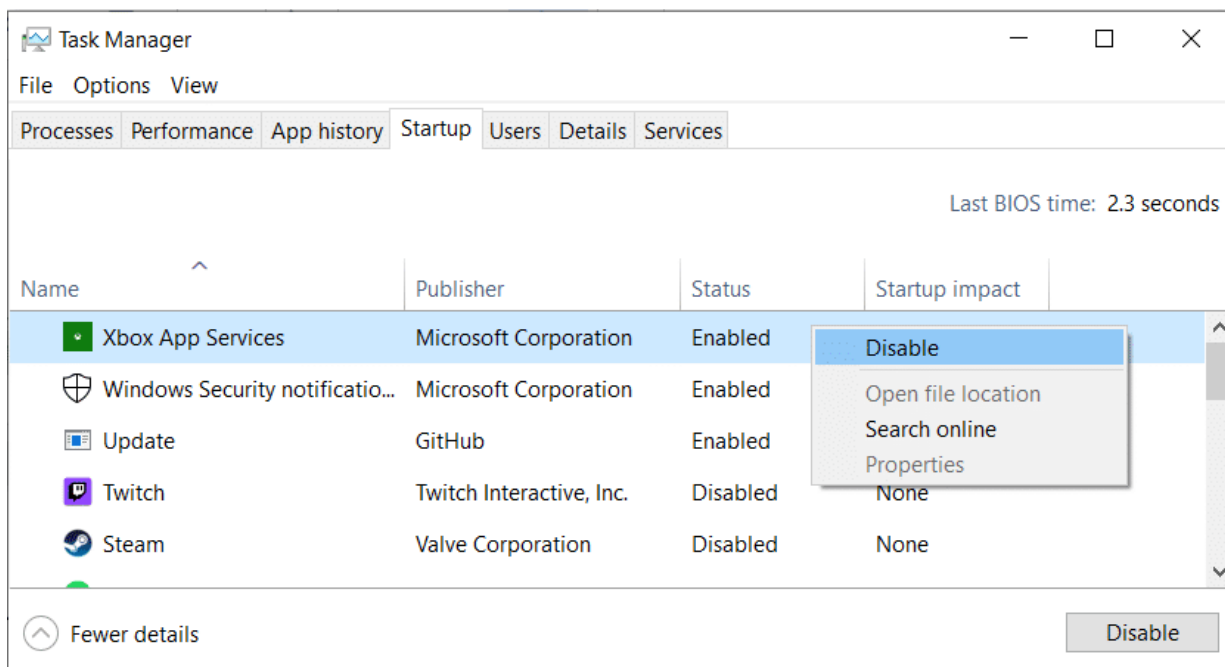 Task Manager
File Options View
Processes Performance App history Startup Users Details Services
Last BIOS time: 2.3 seconds
Name Publisher Status Startup impact
Xbox App Services Microsoft Corporation Enabled
Disable
Windows Security notificatio... Microsoft Corporation Enabled
Open file location
Search online
Update GitHub Enabled
Properties
Twitch Twitch Interactive, Inc. Disabled None
Steam Valve Corporation Disabled None
Fewer details Disable